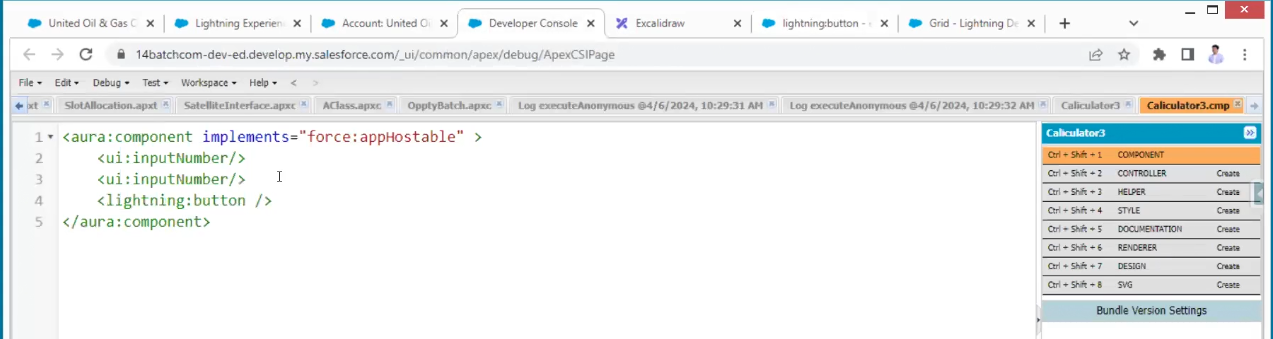 United Oil & Gas C
Lightning Experien
Account: United O
Developer Console
Excalidraw
lightning:button - e
Grid - Lightning De
14batchcom-dev-ed.develop.my.salesforce.com/_ui/common/apex/debug/ApexCSIPage
File Edit Debug Test Workspace Help < >
xt SlotAllocation.apxt SatelliteInterface.apxc AClass.apxc OpptyBatch.apxc Log executeAnonymous @4/6/2024, 10:29:31 AM Log executeAnonymous @4/6/2024, 10:29:32 AM Caliculator3 Caliculator3.cmp
1 <aura:component implements="force:appHostable" >
2 <ui:inputNumber/>
3 <ui:inputNumber/>
4 <lightning:button />
5 </aura:component>
Caliculator3
Ctrl + Shift + 1 COMPONENT
Ctrl + Shift + 2 CONTROLLER Create
Ctrl + Shift + 3 HELPER Create
Ctrl + Shift + 4 STYLE Create
Ctrl + Shift + 5 DOCUMENTATION Create
Ctrl + Shift + 6 RENDERER Create
Ctrl + Shift + 7 DESIGN Create
Ctrl + Shift + 8 SVG Create
Bundle Version Settings